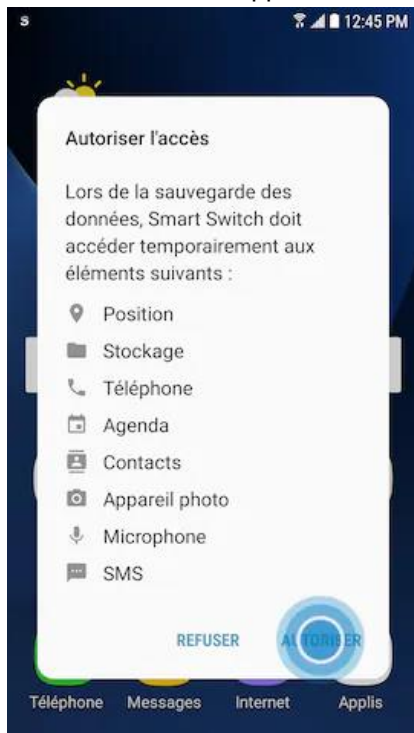 S
12:45 PM
Autoriser l'accès
Lors de la sauvegarde des
données, Smart Switch doit
accéder temporairement aux
éléments suivants :
Position
Stockage
Téléphone
Agenda
Contacts
Appareil photo
Microphone
SMS
REFUSER AUTORISER
Téléphone Messages Internet Applis